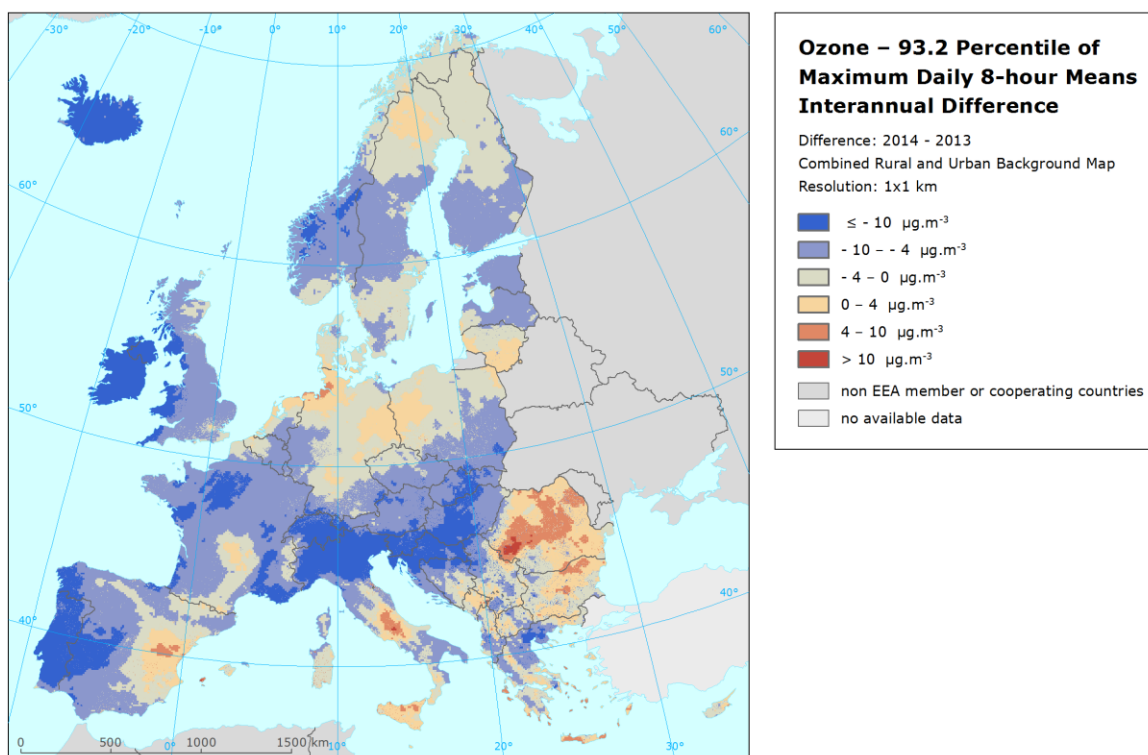 -30°
-20°
-10°
0°
10°
20°
30°
40°
50°
60°
60°
60°
50°
50°
40°
40°
0 500 0° 1000 10° 1500 km 20° 30°
Ozone – 93.2 Percentile of
Maximum Daily 8-hour Means
Interannual Difference
Difference: 2014 - 2013
Combined Rural and Urban Background Map
Resolution: 1x1 km
≤ - 10 µg.m-3
- 10 – - 4 µg.m-3
- 4 – 0 µg.m-3
0 – 4 µg.m-3
4 – 10 µg.m-3
> 10 µg.m-3
non EEA member or cooperating countries
no available data